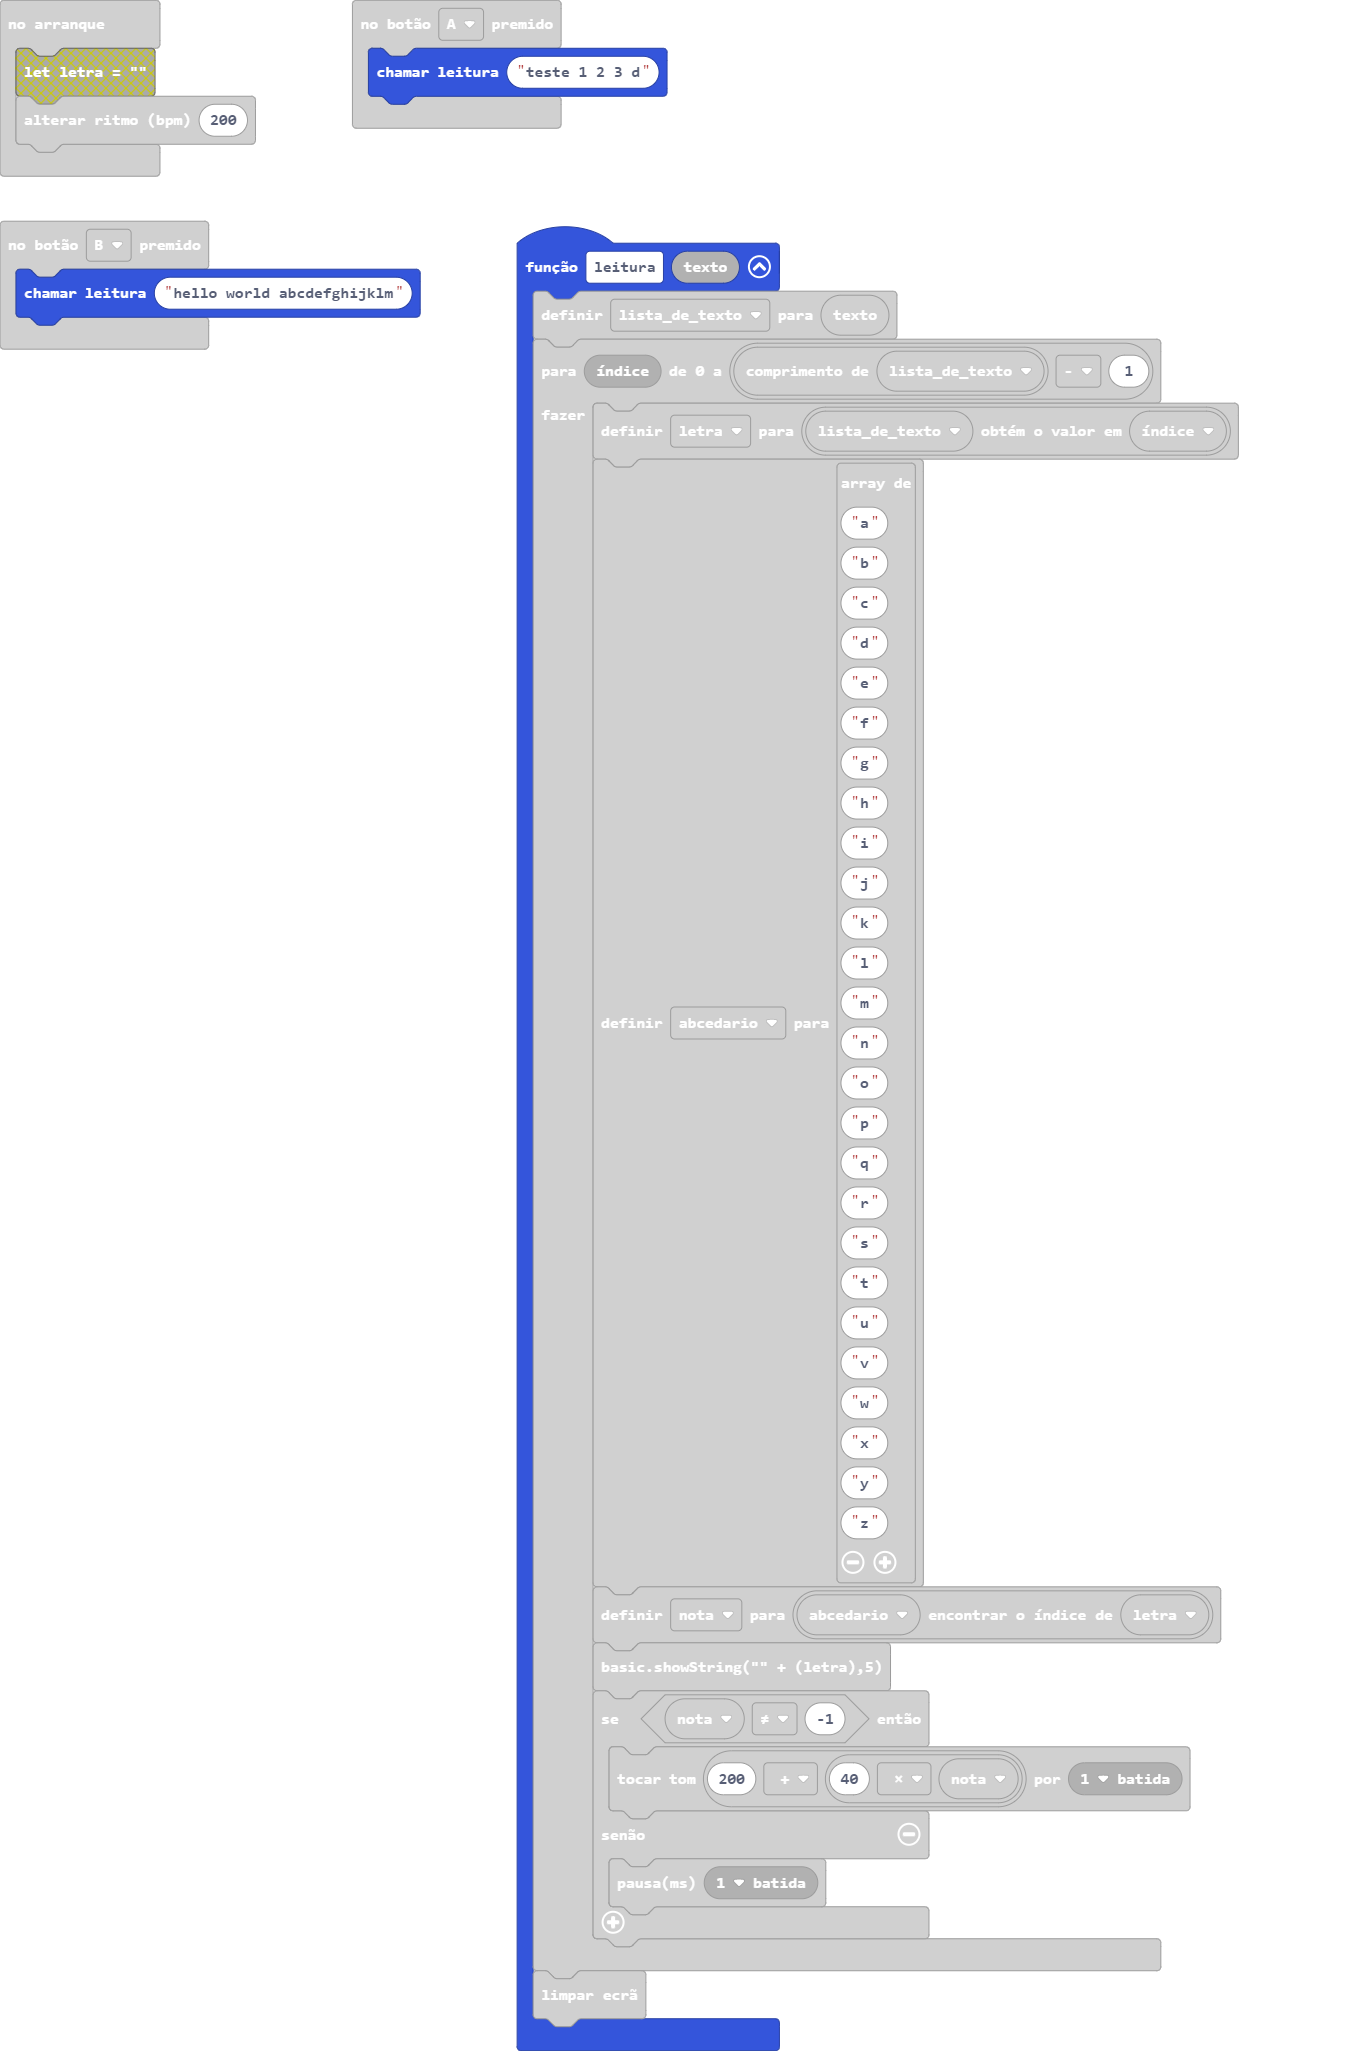 no arranque
let letra = ""
alterar ritmo (bpm) 200
no botão A premido
chamar leitura "teste 1 2 3 d"
no botão B premido
chamar leitura "hello world abcdefghijklm"
função leitura texto
definir lista_de_texto para texto
para índice de 0 a comprimento de lista_de_texto - 1
fazer
definir letra para lista_de_texto obtém o valor em índice
definir abcedario para
array de
"a"
"b"
"c"
"d"
"e"
"f"
"g"
"h"
"i"
"j"
"k"
"l"
"m"
"n"
"o"
"p"
"q"
"r"
"s"
"t"
"u"
"v"
"w"
"x"
"y"
"z"
definir nota para abcedario encontrar o índice de letra
basic.showString("" + (letra),5)
se nota ≠ -1 então
tocar tom 200 + 40 × nota por 1 batida
senão
pausa(ms) 1 batida
limpar ecrã